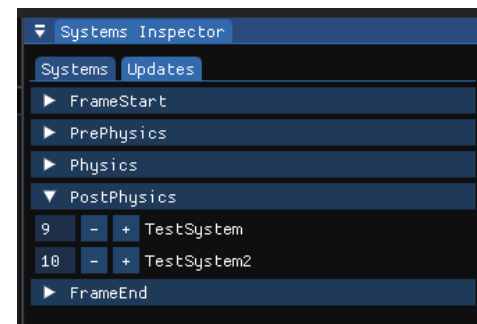 Systems Inspector
Systems Updates
FrameStart
PrePhysics
Physics
PostPhysics
9 - + TestSystem
10 - + TestSystem2
FrameEnd